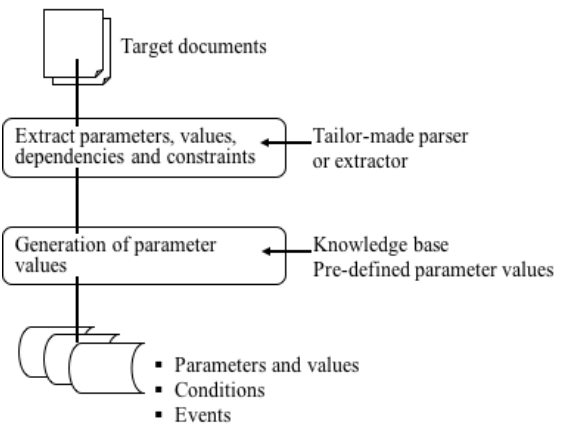 Target documents
Extract parameters, values,
dependencies and constraints
Tailor-made parser
or extractor
Generation of parameter
values
Knowledge base
Pre-defined parameter values
▪ Parameters and values
▪ Conditions
▪ Events